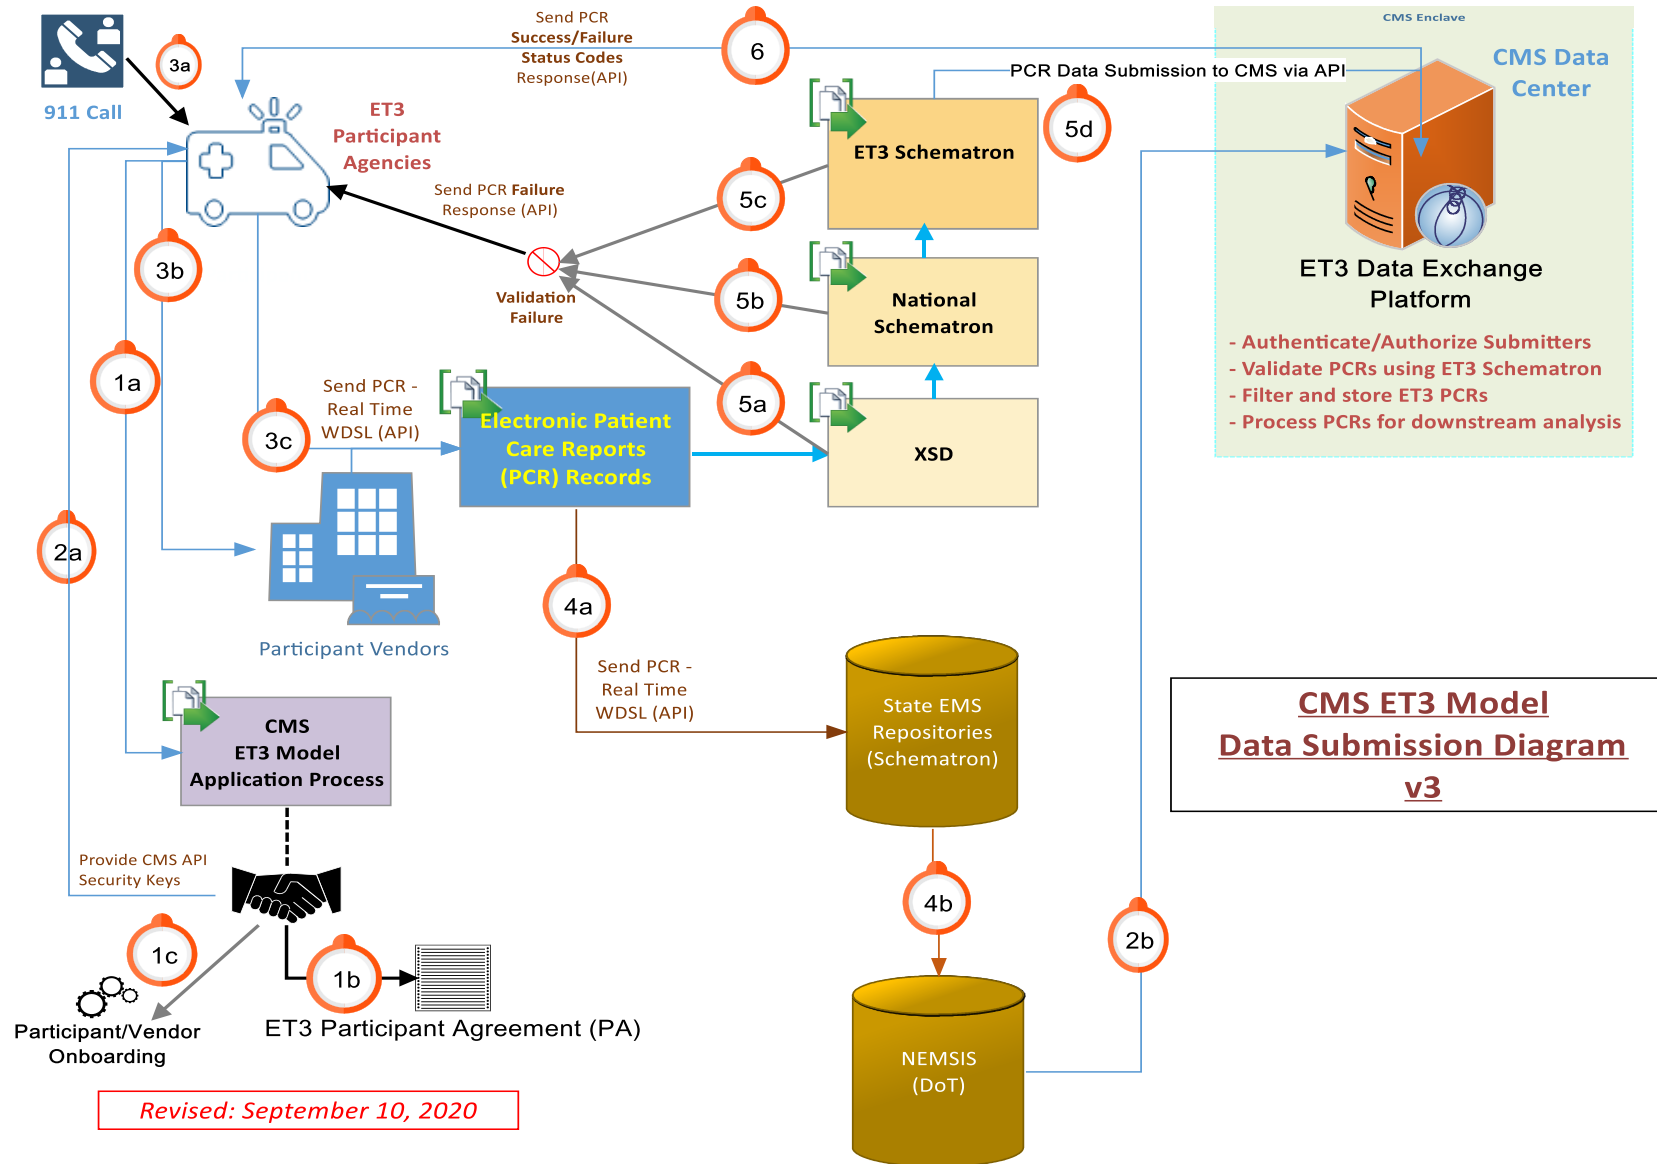 CMS Enclave
Send PCR
Success/Failure
Status Codes
Response(API)
6
3a
911 Call
PCR Data Submission to CMS via API
CMS Data
Center
ET3
Participant
Agencies
5d
ET3 Schematron
Send PCR Failure
Response (API)
5c
3b
Validation
Failure
5b
National
Schematron
ET3 Data Exchange
Platform
- Authenticate/Authorize Submitters
- Validate PCRs using ET3 Schematron
- Filter and store ET3 PCRs
- Process PCRs for downstream analysis
1a
Send PCR -
Real Time
WDSL (API)
3c
Electronic Patient
Care Reports
(PCR) Records
5a
XSD
2a
4a
Participant Vendors
Send PCR -
Real Time
WDSL (API)
State EMS
Repositories
(Schematron)
CMS
ET3 Model
Application Process
CMS ET3 Model
Data Submission Diagram
v3
Provide CMS API
Security Keys
4b
2b
1c
1b
Participant/Vendor
Onboarding
ET3 Participant Agreement (PA)
NEMSIS
(DoT)
Revised: September 10, 2020